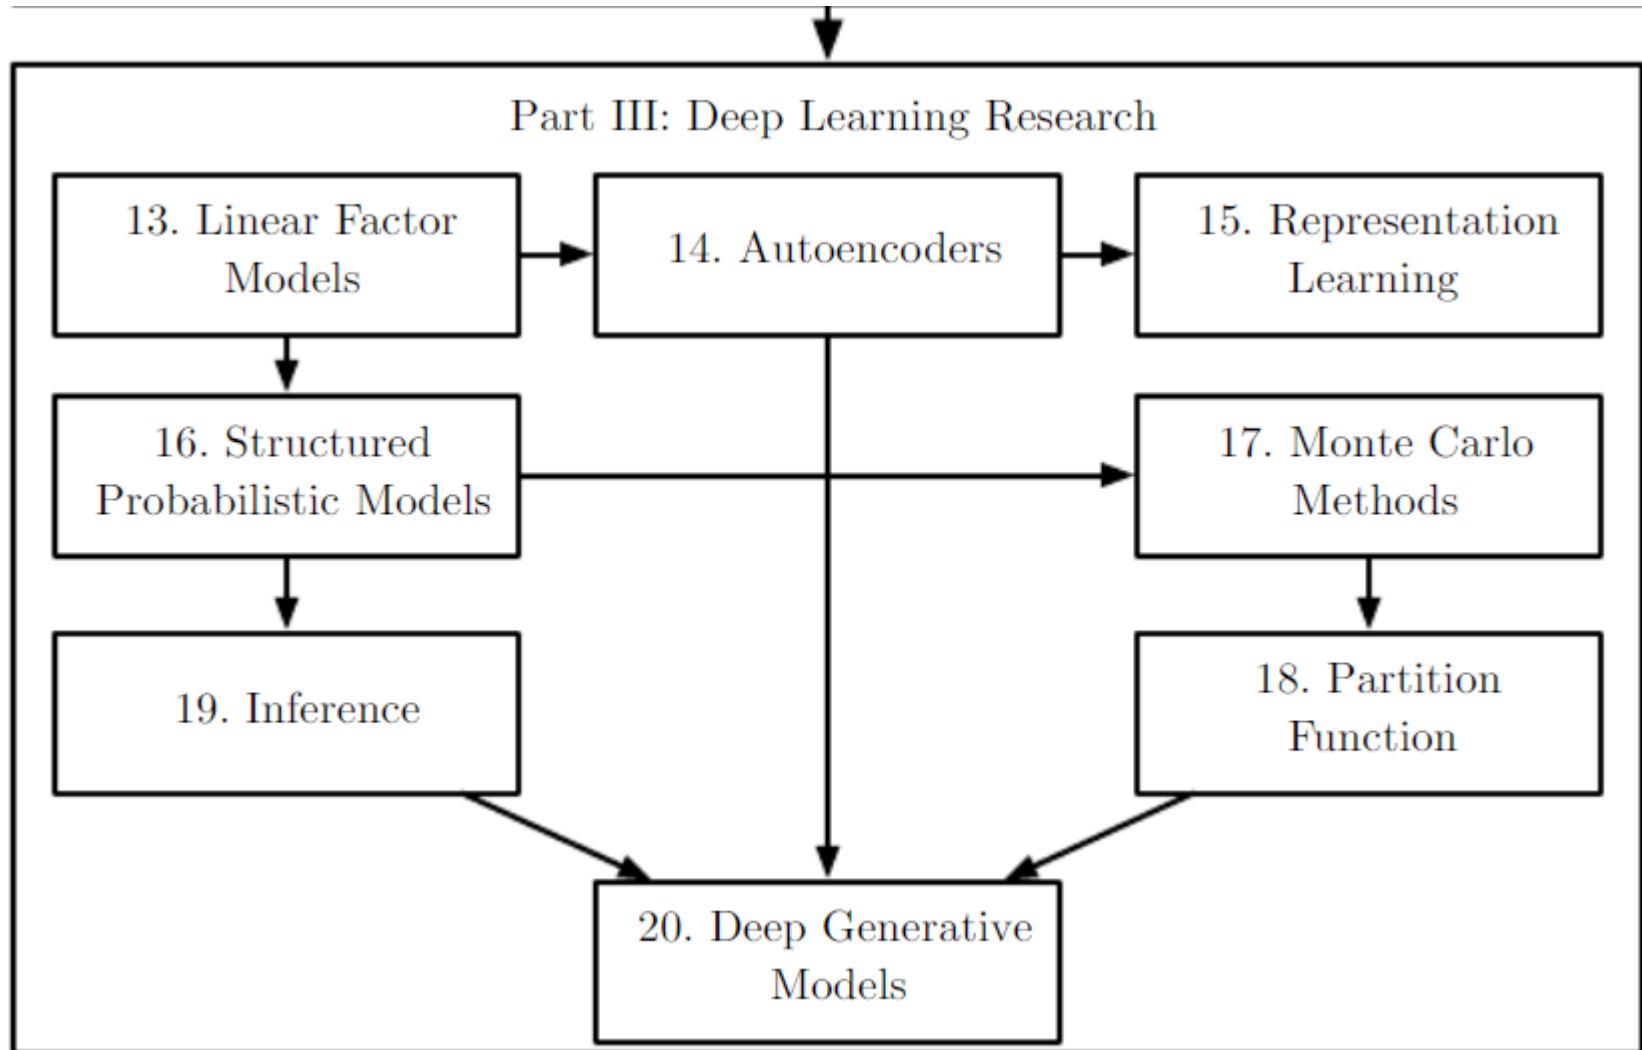 Part III: Deep Learning Research
13. Linear Factor
Models
14. Autoencoders
15. Representation
Learning
16. Structured
Probabilistic Models
17. Monte Carlo
Methods
19. Inference
18. Partition
Function
20. Deep Generative
Models